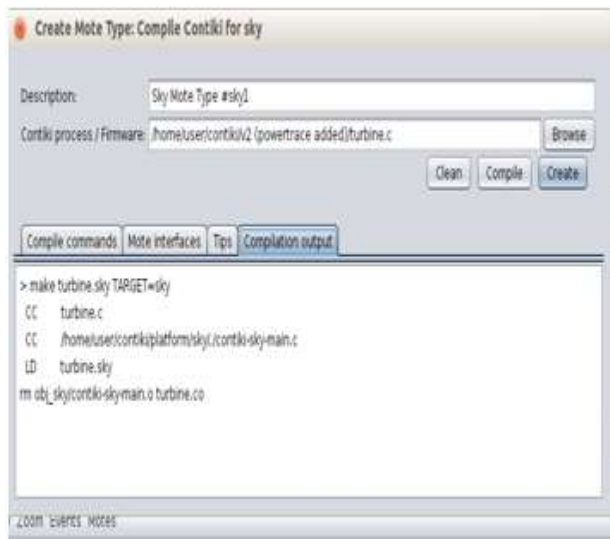 Create Mote Type: Compile Contiki for sky
Description: Sky Mote Type #sky1
Contiki process / Firmware: /home/user/contiki/v2 (powertrace added)/turbine.c Browse
Clean Compile Create
Compile commands Mote interfaces Tips Compilation output
> make turbine.sky TARGET=sky
CC turbine.c
CC /home/user/contiki/platform/sky/./contiki-sky-main.c
LD turbine.sky
rm obj_sky/contiki-sky-main.o turbine.co
Zoom Events Motes